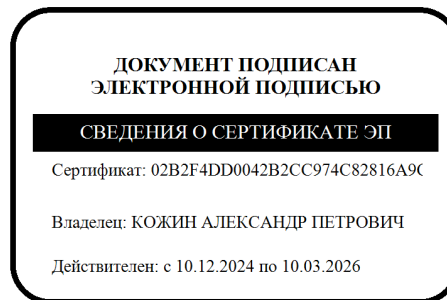 ДОКУМЕНТ ПОДПИСАН
ЭЛЕКТРОННОЙ ПОДПИСЬЮ
СВЕДЕНИЯ О СЕРТИФИКАТЕ ЭП
Сертификат: 02B2F4DD0042B2CC974C82816A9C
Владелец: КОЖИН АЛЕКСАНДР ПЕТРОВИЧ
Действителен: с 10.12.2024 по 10.03.2026